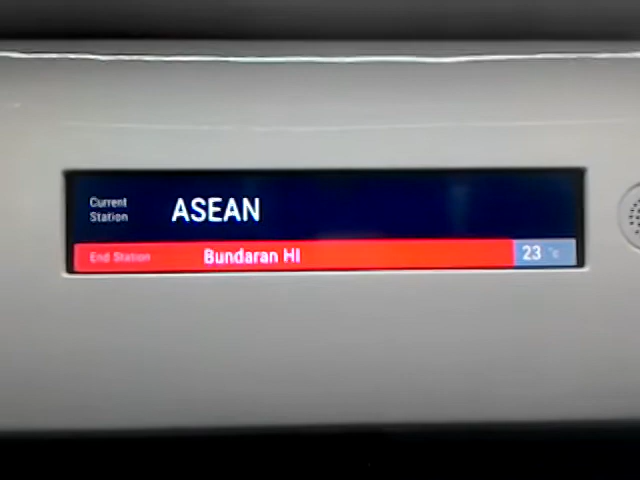 Current
Station
ASEAN
End Station
Bundaran HI
23 °C